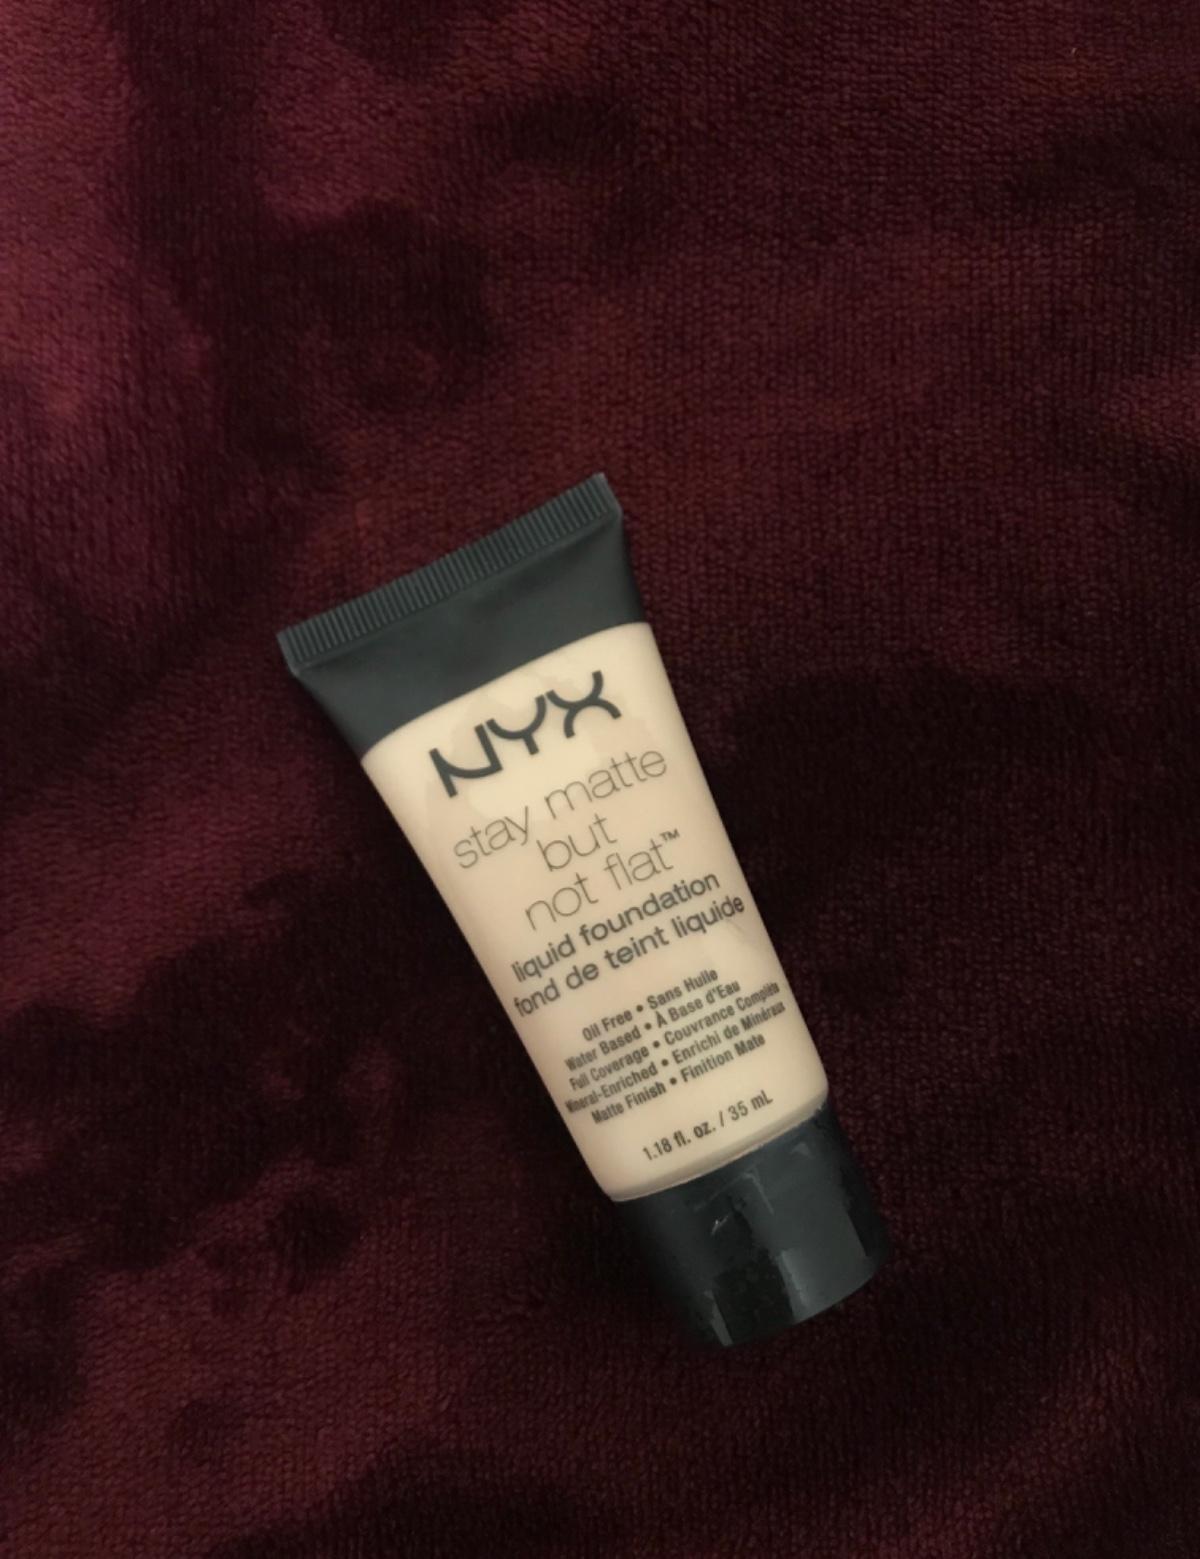 NYX
stay matte
but
not flat™
liquid foundation
fond de teint liquide
Oil Free • Sans Huile
Water Based • À Base d'Eau
Full Coverage • Couvrance Complète
Mineral-Enriched • Enrichi de Minéraux
Matte Finish • Finition Mate
1.18 fl. oz. / 35 mL